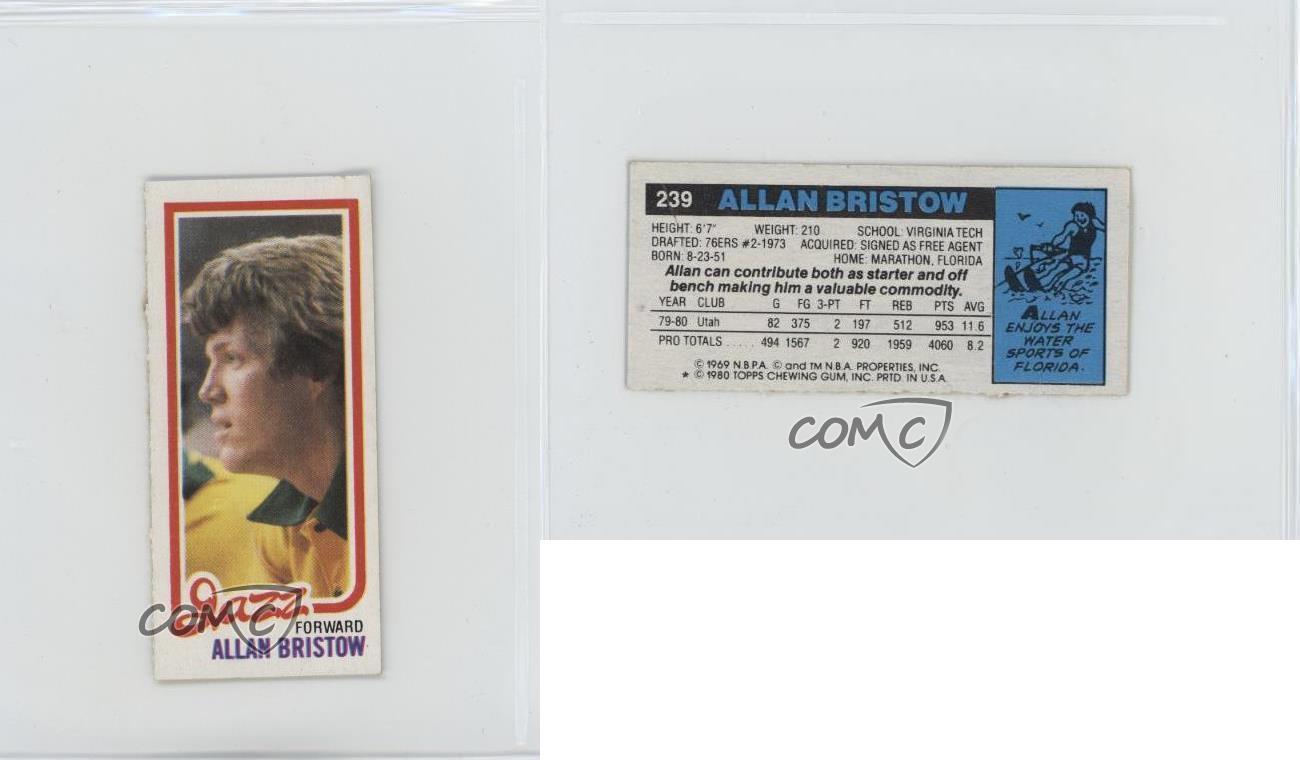 Jazz
FORWARD
ALLAN BRISTOW
COMC
239 ALLAN BRISTOW
HEIGHT: 6'7" WEIGHT: 210 SCHOOL: VIRGINIA TECH
DRAFTED: 76ERS #2-1973 ACQUIRED: SIGNED AS FREE AGENT
BORN: 8-23-51 HOME: MARATHON, FLORIDA
Allan can contribute both as starter and off
bench making him a valuable commodity.
YEAR CLUB G FG 3-PT FT REB PTS AVG
79-80 Utah 82 375 2 197 512 953 11.6
PRO TOTALS ..... 494 1567 2 920 1959 4060 8.2
© 1969 N.B.P.A. © and TM N.B.A. PROPERTIES, INC.
* © 1980 TOPPS CHEWING GUM, INC. PRTD. IN U.S.A.
ALLAN
ENJOYS THE
WATER
SPORTS OF
FLORIDA.
COMC